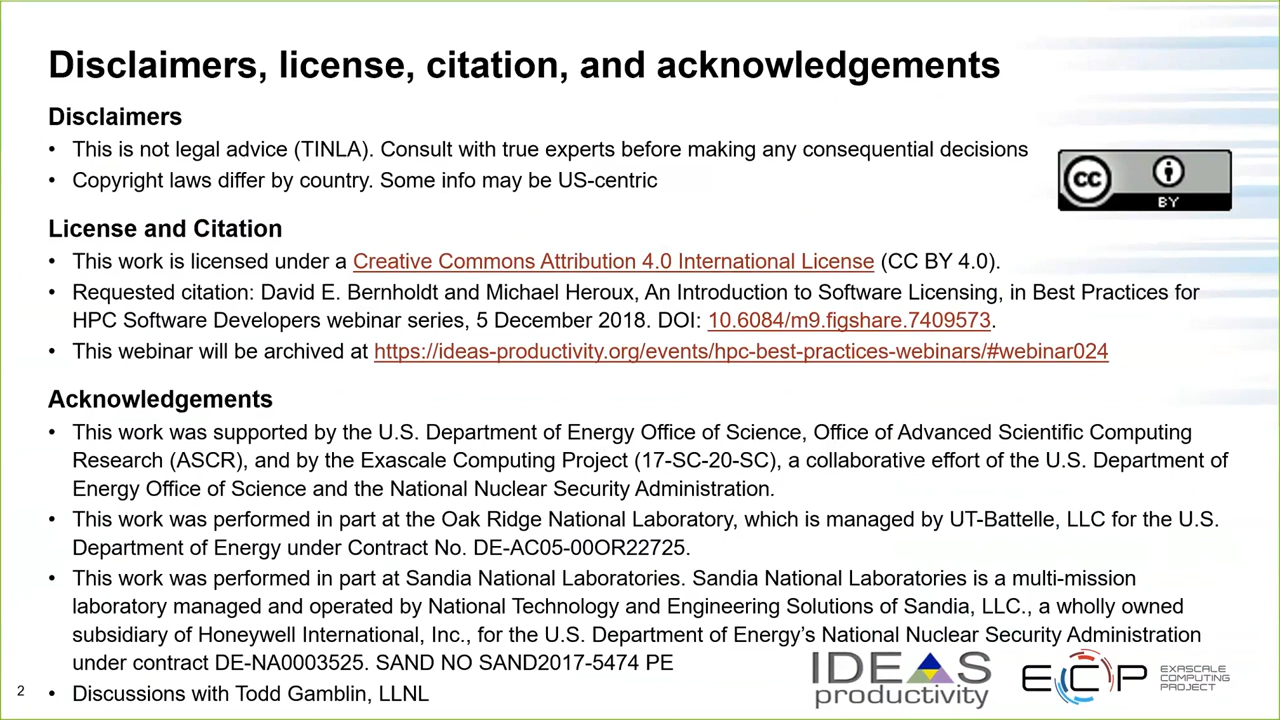 Disclaimers, license, citation, and acknowledgements
Disclaimers
• This is not legal advice (TINLA). Consult with true experts before making any consequential decisions
• Copyright laws differ by country. Some info may be US-centric
CC BY
License and Citation
• This work is licensed under a Creative Commons Attribution 4.0 International License (CC BY 4.0).
• Requested citation: David E. Bernholdt and Michael Heroux, An Introduction to Software Licensing, in Best Practices for
HPC Software Developers webinar series, 5 December 2018. DOI: 10.6084/m9.figshare.7409573.
• This webinar will be archived at https://ideas-productivity.org/events/hpc-best-practices-webinars/#webinar024
Acknowledgements
• This work was supported by the U.S. Department of Energy Office of Science, Office of Advanced Scientific Computing
Research (ASCR), and by the Exascale Computing Project (17-SC-20-SC), a collaborative effort of the U.S. Department of
Energy Office of Science and the National Nuclear Security Administration.
• This work was performed in part at the Oak Ridge National Laboratory, which is managed by UT-Battelle, LLC for the U.S.
Department of Energy under Contract No. DE-AC05-00OR22725.
• This work was performed in part at Sandia National Laboratories. Sandia National Laboratories is a multi-mission
laboratory managed and operated by National Technology and Engineering Solutions of Sandia, LLC., a wholly owned
subsidiary of Honeywell International, Inc., for the U.S. Department of Energy’s National Nuclear Security Administration
under contract DE-NA0003525. SAND NO SAND2017-5474 PE
• Discussions with Todd Gamblin, LLNL
2
IDEAS
productivity
ECP
EXASCALE
COMPUTING
PROJECT